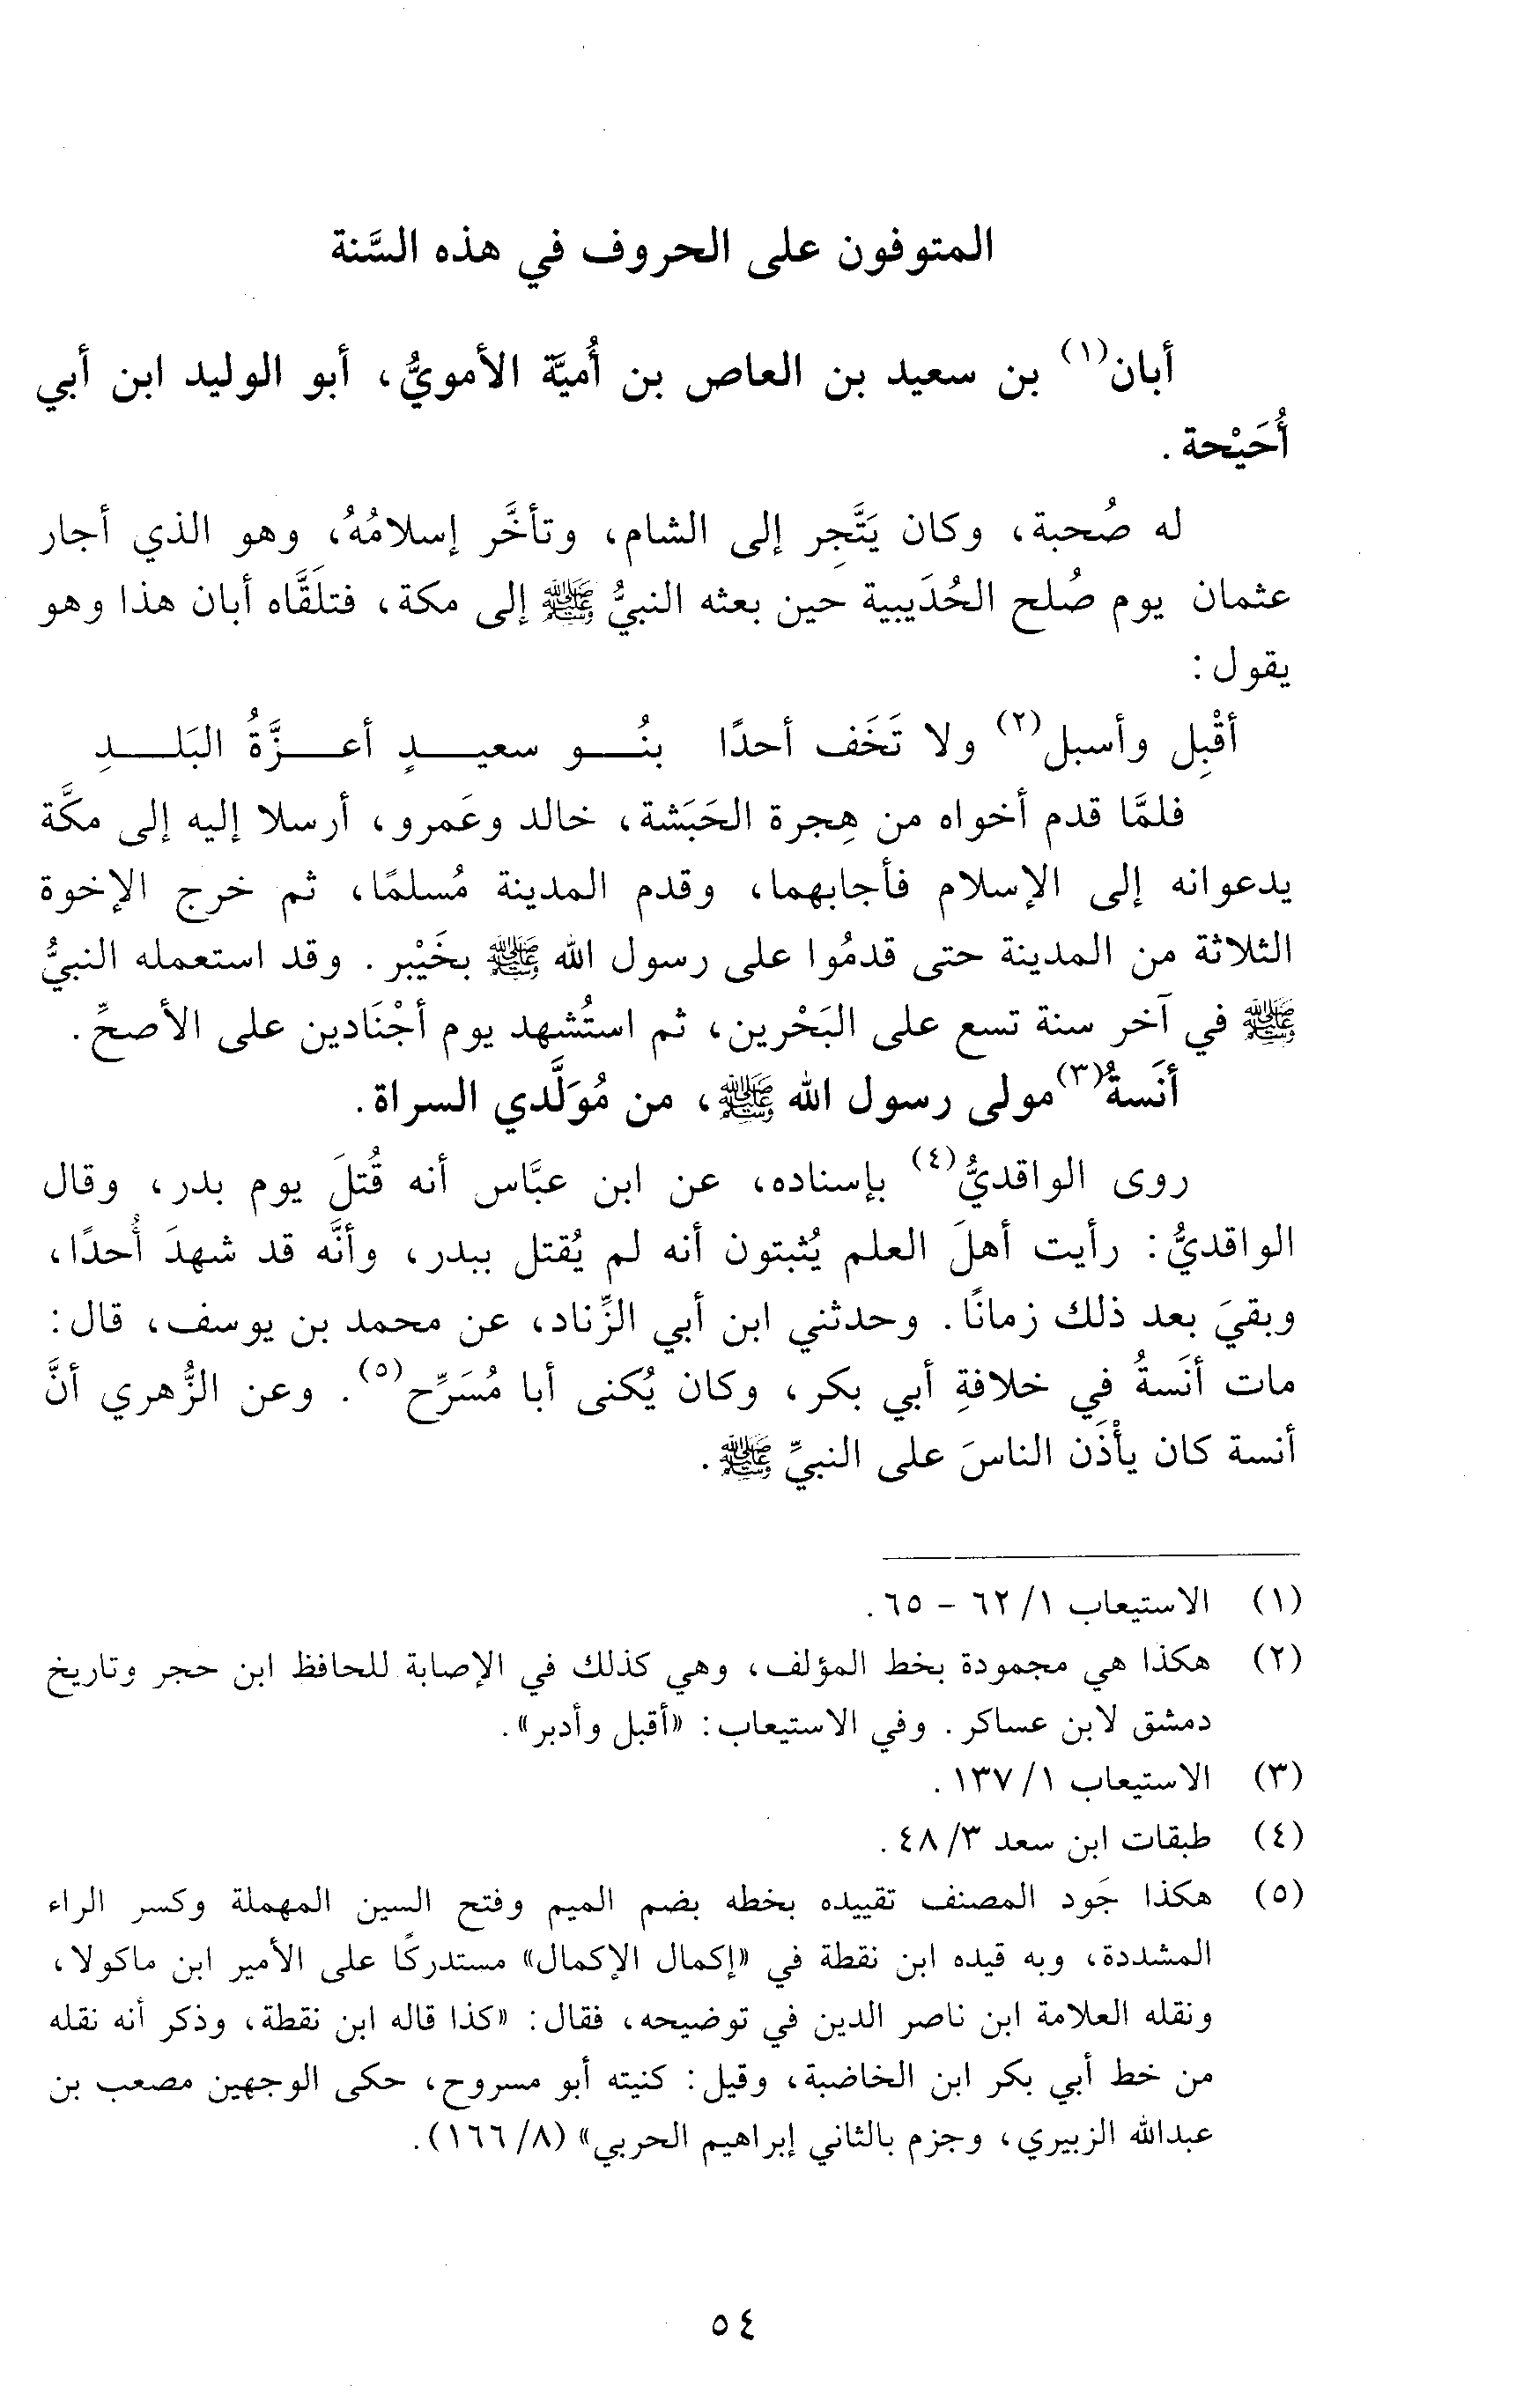 المتوفون على الحروف في هذه السَّنة
أبان(١) بن سعيد بن العاص بن أُميَّة الأمويُّ، أبو الوليد ابن أبي
أُحَيْحة.
له صُحبة، وكان يَتَّجِر إلى الشام، وتأخَّر إسلامُهُ، وهو الذي أجار
عثمان يوم صُلح الحُدَيبية حين بعثه النبيُّ ﷺ إلى مكة، فتلَقَّاه أبان هذا وهو
يقول:
أقْبِل وأسبل(٢) ولا تَخَف أحدًا بنُو سعيدٍ أعزَّةُ البَلدِ
فلمَّا قدم أخواه من هِجرة الحَبَشة، خالد وعَمرو، أرسلا إليه إلى مكَّة
يدعوانه إلى الإسلام فأجابهما، وقدم المدينة مُسلمًا، ثم خرج الإخوة
الثلاثة من المدينة حتى قدمُوا على رسول الله ﷺ بخَيْبر. وقد استعمله النبيُّ
ﷺ في آخر سنة تسع على البَحْرين، ثم استُشهد يوم أجْنَادين على الأصحِّ.
أنَسةُ(٣) مولى رسول الله ﷺ، من مُوَلَّدي السراة.
روى الواقديُّ(٤) بإسناده، عن ابن عبَّاس أنه قُتلَ يوم بدر، وقال
الواقديُّ: رأيت أهلَ العلم يُثبتون أنه لم يُقتل ببدر، وأنَّه قد شهدَ أُحدًا،
وبقيَ بعد ذلك زمانًا. وحدثني ابن أبي الزِّناد، عن محمد بن يوسف، قال:
مات أنَسةُ في خلافةِ أبي بكر، وكان يُكنى أبا مُسَرِّح(٥). وعن الزُّهري أنَّ
أنسة كان يأْذَن الناسَ على النبيِّ ﷺ.
(١) الاستيعاب ١/ ٦٢ - ٦٥.
(٢) هكذا هي مجمودة بخط المؤلف، وهي كذلك في الإصابة للحافظ ابن حجر وتاريخ
دمشق لابن عساكر. وفي الاستيعاب: «أقبل وأدبر».
(٣) الاستيعاب ١/ ١٣٧.
(٤) طبقات ابن سعد ٣/ ٤٨.
(٥) هكذا جَود المصنف تقييده بخطه بضم الميم وفتح السين المهملة وكسر الراء
المشددة، وبه قيده ابن نقطة في «إكمال الإكمال» مستدركًا على الأمير ابن ماكولا،
ونقله العلامة ابن ناصر الدين في توضيحه، فقال: «كذا قاله ابن نقطة، وذكر أنه نقله
من خط أبي بكر ابن الخاضبة، وقيل: كنيته أبو مسروح، حكى الوجهين مصعب بن
عبدالله الزبيري، وجزم بالثاني إبراهيم الحربي» (٨/ ١٦٦).
٥٤